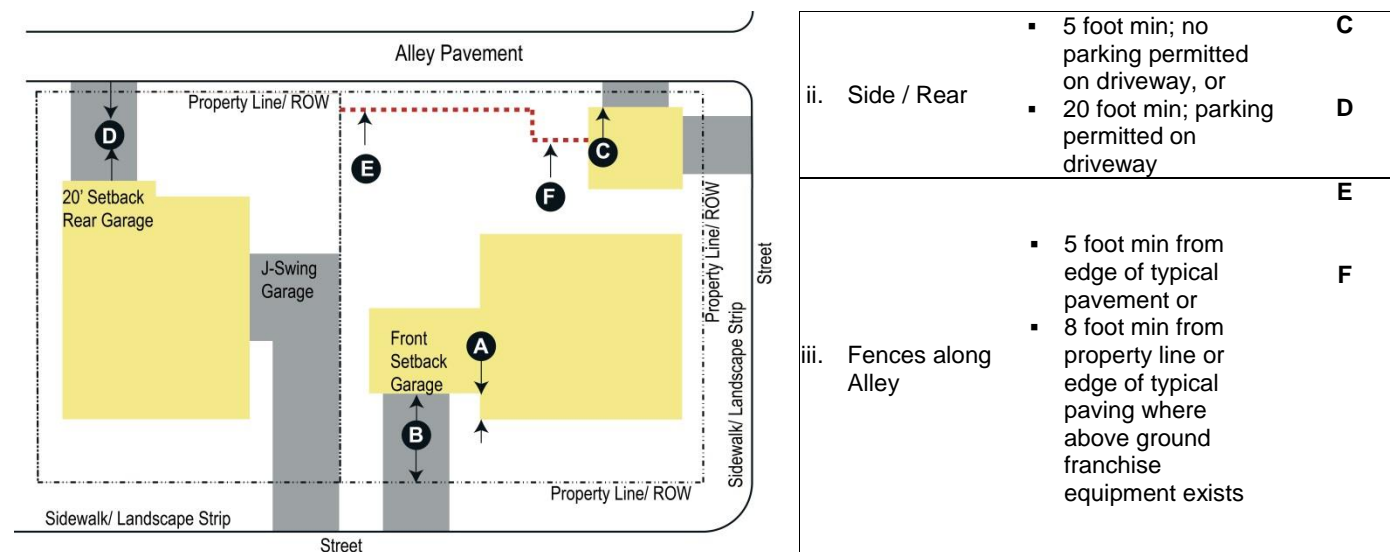 Alley Pavement
Property Line/ ROW
D
E
F
C
20' Setback
Rear Garage
J-Swing
Garage
Front
Setback
Garage
A
B
Property Line/ ROW
Sidewalk/ Landscape Strip
Street
Property Line/ ROW
Sidewalk/ Landscape Strip
Street
ii. Side / Rear
▪ 5 foot min; no
parking permitted
on driveway, or
▪ 20 foot min; parking
permitted on
driveway
C
D
iii. Fences along
Alley
▪ 5 foot min from
edge of typical
pavement or
▪ 8 foot min from
property line or
edge of typical
paving where
above ground
franchise
equipment exists
E
F